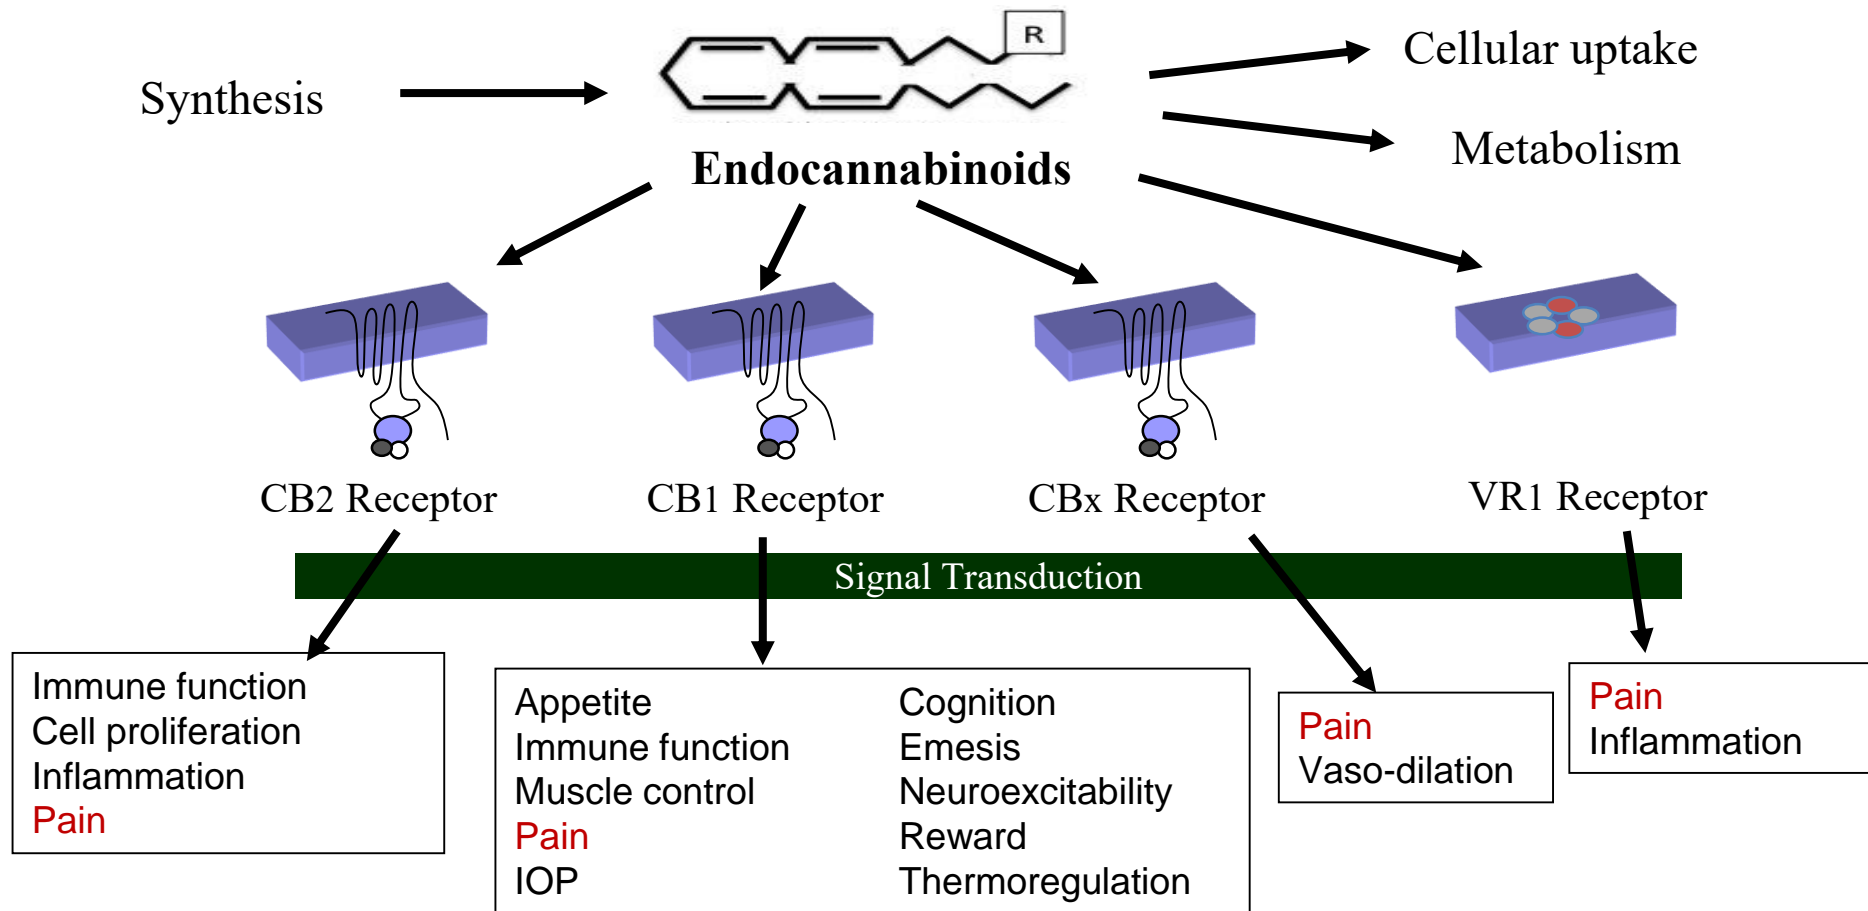 R
Synthesis
Cellular uptake
Metabolism
Endocannabinoids
CB2 Receptor
CB1 Receptor
CBx Receptor
VR1 Receptor
Signal Transduction
Immune function
Cell proliferation
Inflammation
Pain
Appetite
Immune function
Muscle control
Pain
IOP
Cognition
Emesis
Neuroexcitability
Reward
Thermoregulation
Pain
Vaso-dilation
Pain
Inflammation